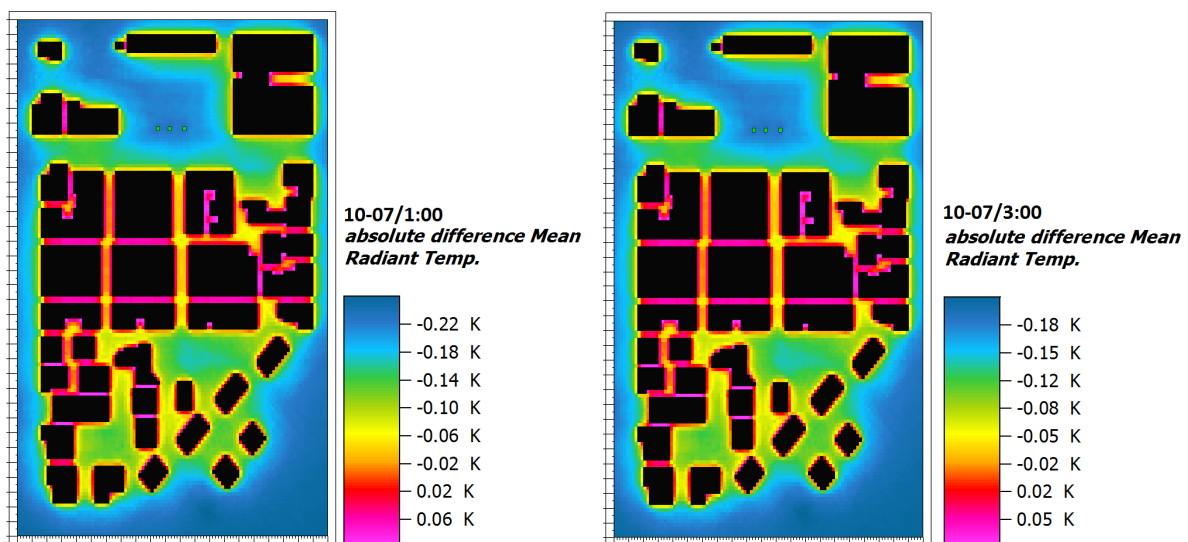 10-07/1:00
absolute difference Mean
Radiant Temp.
-0.22 K
-0.18 K
-0.14 K
-0.10 K
-0.06 K
-0.02 K
0.02 K
0.06 K
10-07/3:00
absolute difference Mean
Radiant Temp.
-0.18 K
-0.15 K
-0.12 K
-0.08 K
-0.05 K
-0.02 K
0.02 K
0.05 K